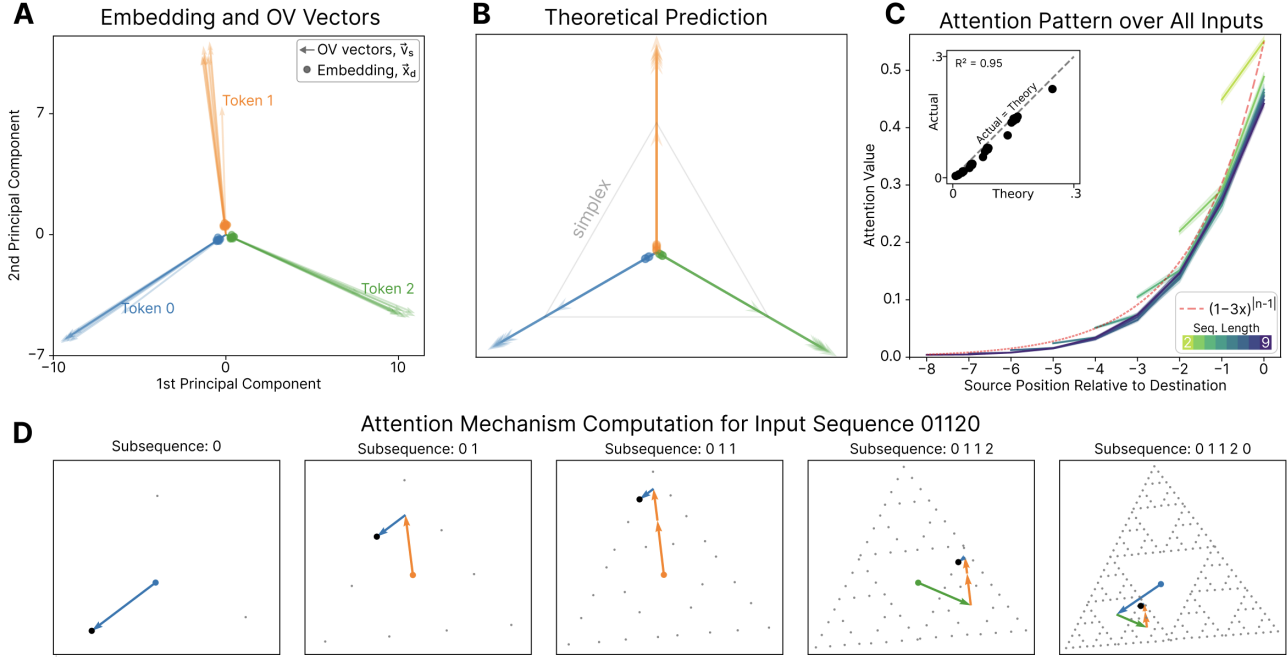 A
Embedding and OV Vectors
OV vectors, v⃗s
Embedding, x⃗d
Token 1
Token 0
Token 2
7
0
−7
−10
0
10
2nd Principal Component
1st Principal Component
B
Theoretical Prediction
simplex
C
Attention Pattern over All Inputs
R² = 0.95
.3
0
Actual
Actual = Theory
0
.3
Theory
0.5
0.4
0.3
0.2
0.1
0.0
Attention Value
(1−3x)^|n-1|
Seq. Length
2
9
−8
−7
−6
−5
−4
−3
−2
−1
0
Source Position Relative to Destination
D
Attention Mechanism Computation for Input Sequence 01120
Subsequence: 0
Subsequence: 0 1
Subsequence: 0 1 1
Subsequence: 0 1 1 2
Subsequence: 0 1 1 2 0